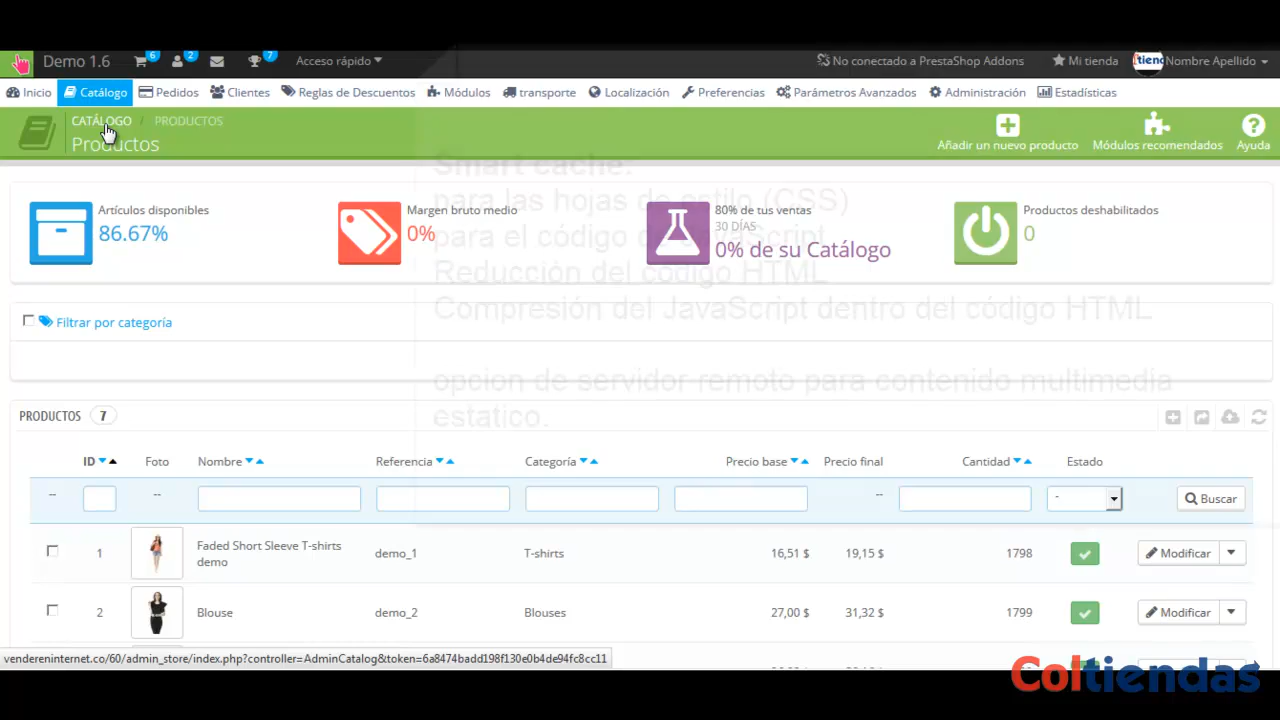 Demo 1.6 6 2 7 Acceso rápido No conectado a PrestaShop Addons Mi tienda tiend Nombre Apellido
Inicio Catálogo Pedidos Clientes Reglas de Descuentos Módulos transporte Localización Preferencias Parámetros Avanzados Administración Estadísticas
CATÁLOGO / PRODUCTOS
Productos
Añadir un nuevo producto Módulos recomendados Ayuda
Smart cache:
para las hojas de estilo (CSS)
para el código de JavaScript
Reducción del código HTML
Compresión del JavaScript dentro del código HTML
opcion de servidor remoto para contenido multimedia
estatico.
Artículos disponibles
86.67%
Margen bruto medio
0%
80% de tus ventas
30 DÍAS
0% de su Catálogo
Productos deshabilitados
0
Filtrar por categoría
PRODUCTOS 7
ID Foto Nombre Referencia Categoría Precio base Precio final Cantidad Estado
-- -- -- - Buscar
1 Faded Short Sleeve T-shirts demo_1 T-shirts 16,51 $ 19,15 $ 1798 Modificar
demo
2 Blouse demo_2 Blouses 27,00 $ 31,32 $ 1799 Modificar
vendereninternet.co/60/admin_store/index.php?controller=AdminCatalog&token=6a8474badd198f130e0b4de94fc8cc11
Coltiendas